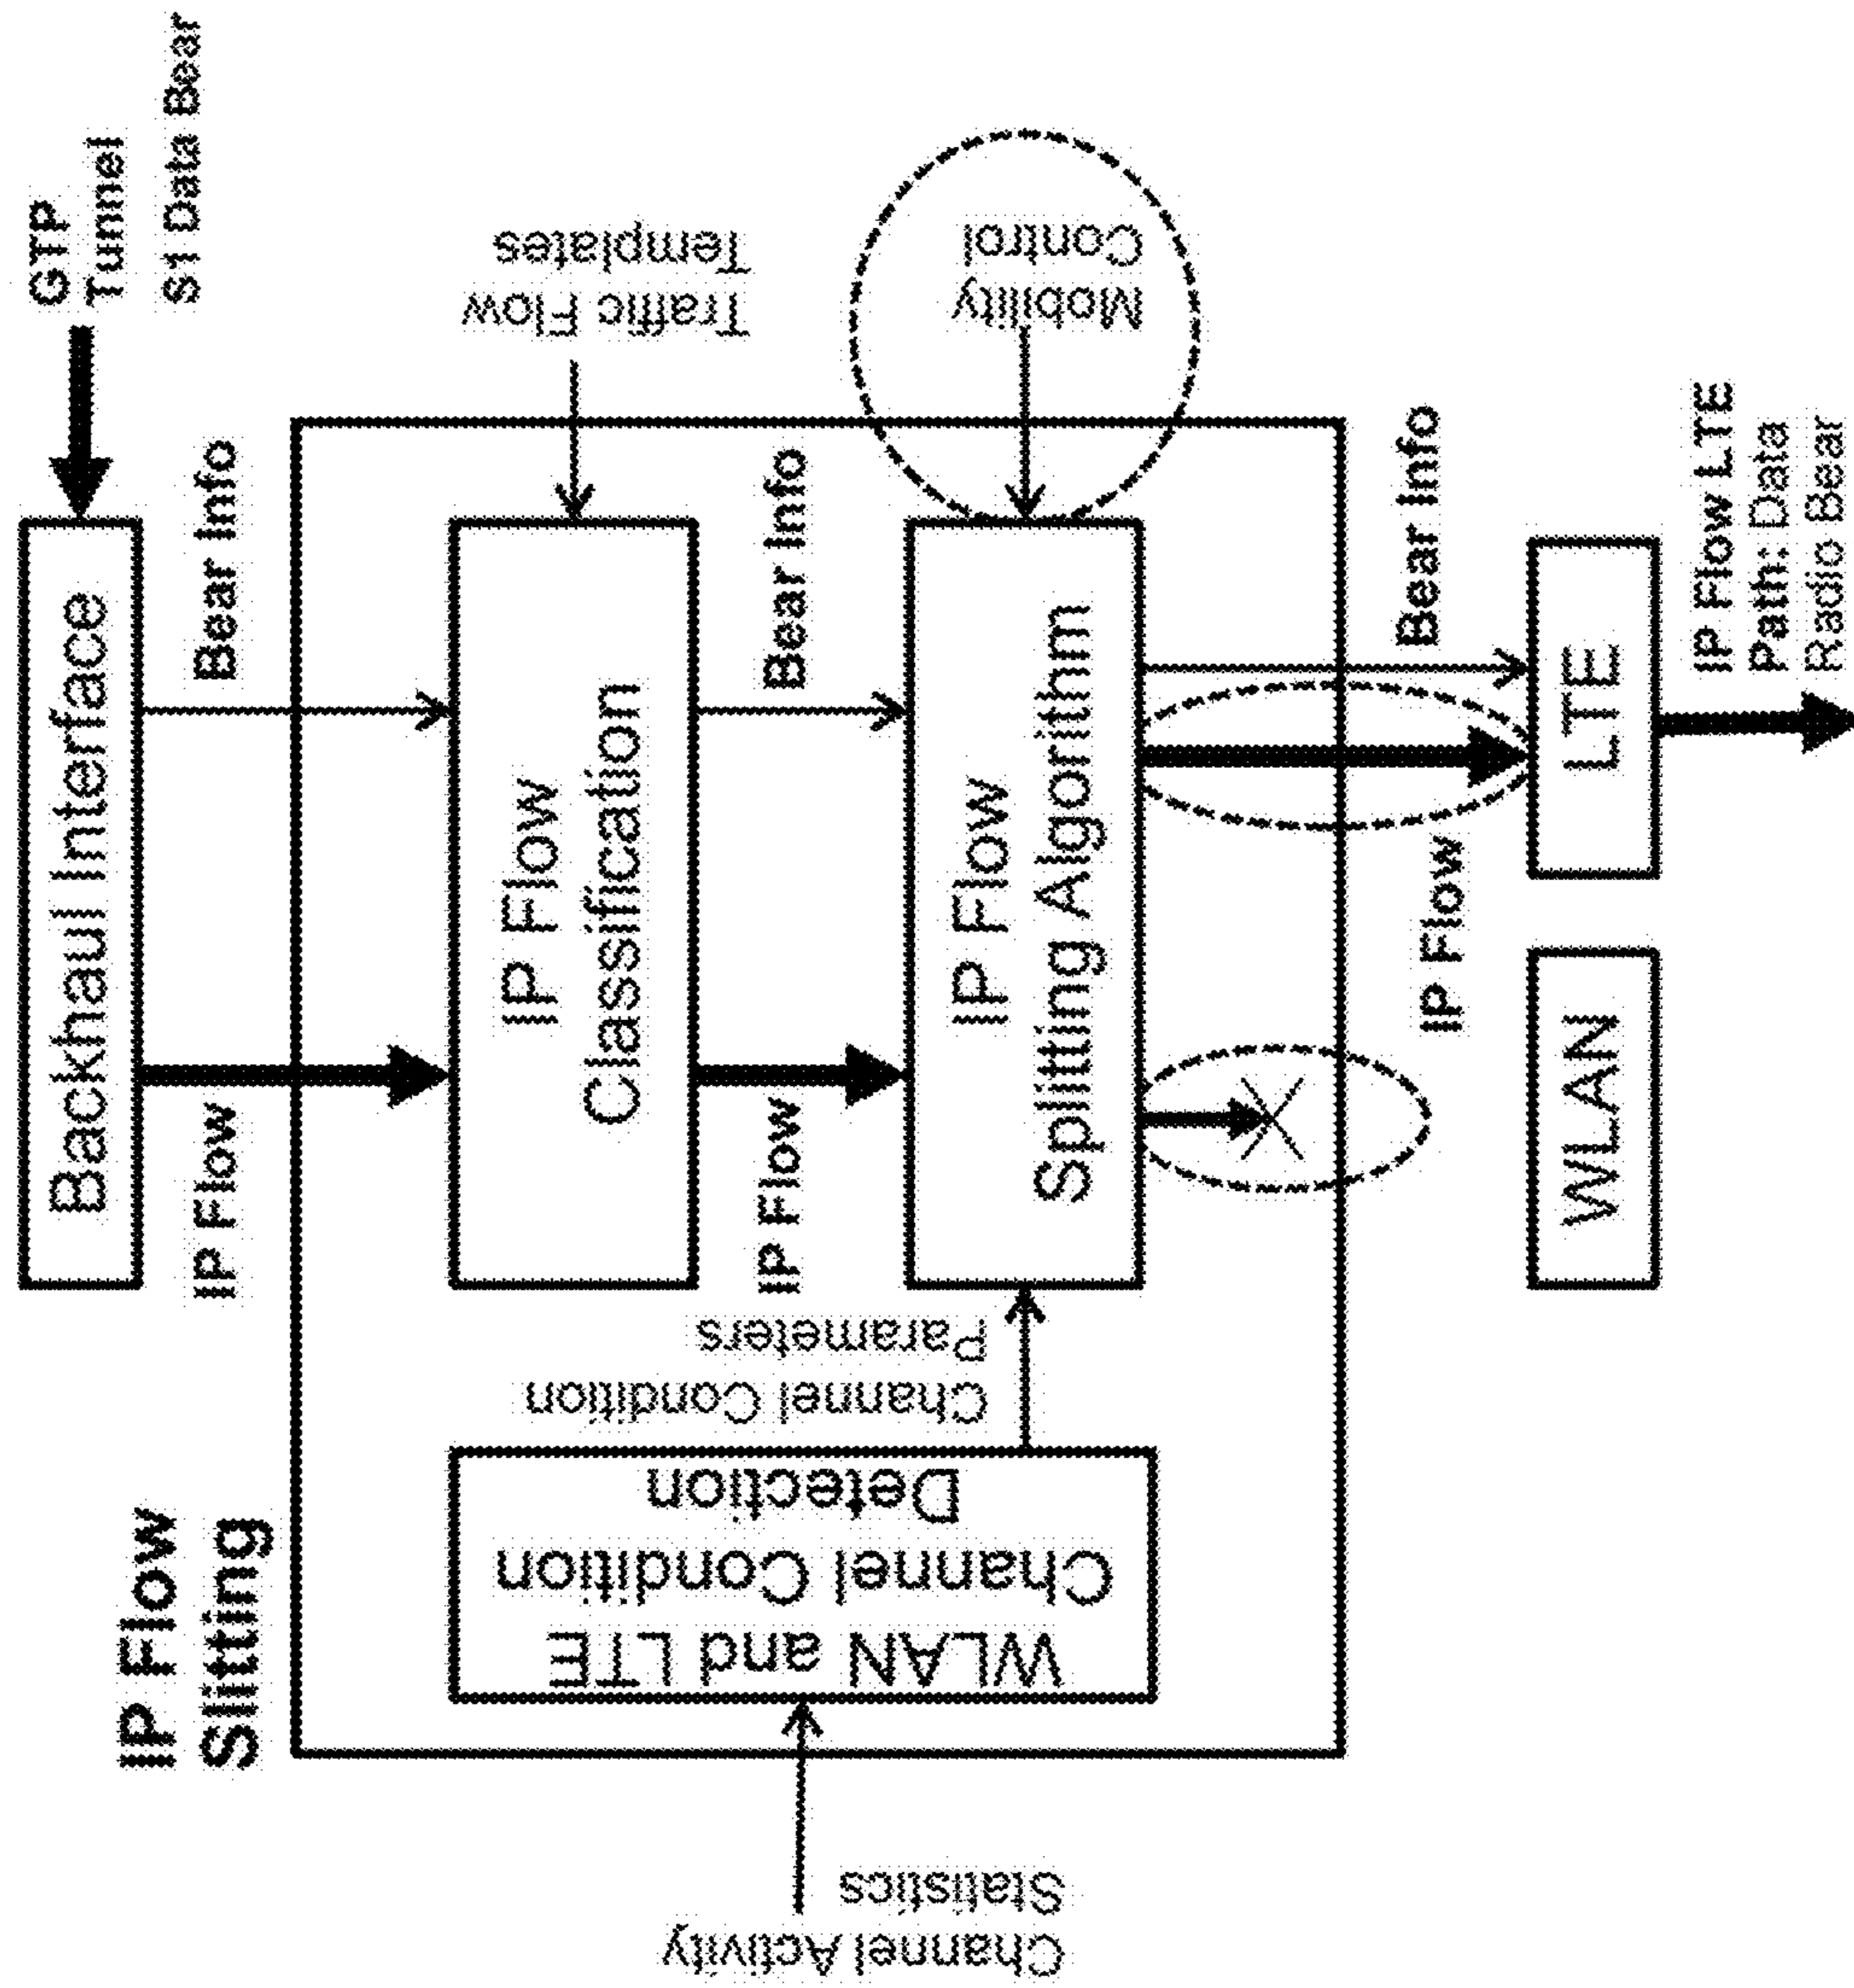 GTP
Tunnel
S1 Data Bear
Backhaul Interface
IP Flow
Bear Info
IP Flow
Slitting
Traffic Flow
Templates
IP Flow
Classification
IP Flow
Bear Info
Channel Activity
Statistics
WLAN and LTE
Channel Condition
Detection
Channel Condition
Parameters
IP Flow
Splitting Algorithm
Mobility
Control
IP Flow
Bear Info
WLAN
LTE
IP Flow LTE
Path: Data
Radio Bear